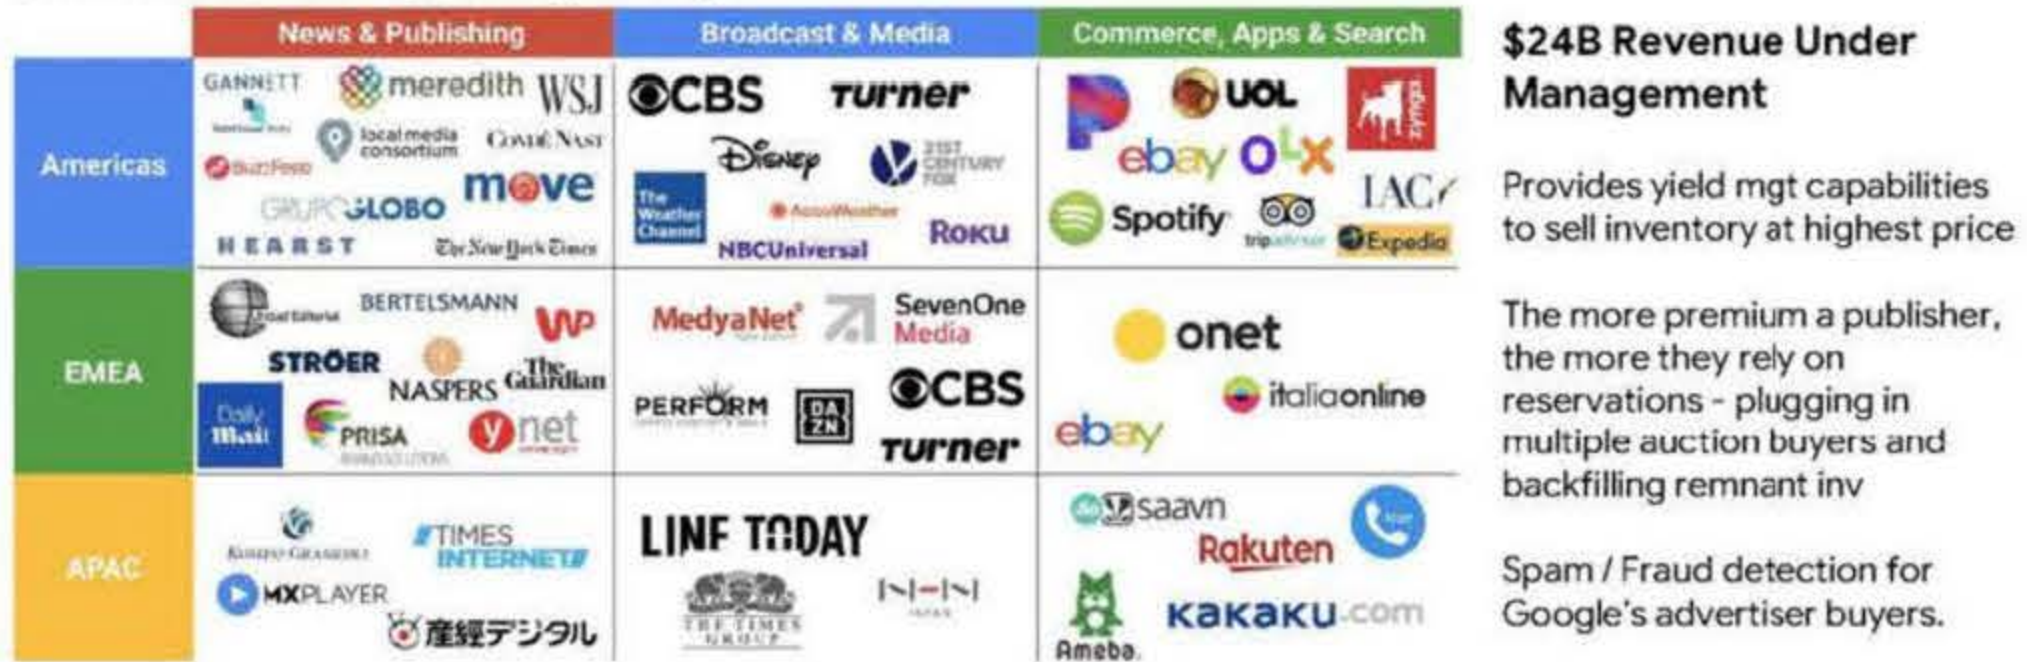 News & Publishing
Broadcast & Media
Commerce, Apps & Search
Americas
GANNETT
meredith
WSJ
local media
consortium
CONDÉ NAST
BuzzFeed
move
GRUPO GLOBO
HEARST
The New York Times
CBS
Turner
Disney
21ST
CENTURY
FOX
The
Weather
Channel
AccuWeather
NBCUniversal
ROKU
P
UOL
zynga
ebay
OLX
Spotify
tripadvisor
IAC
Expedia
EMEA
BERTELSMANN
WP
STRÖER
NASPERS
The
Guardian
Daily
Mail
PRISA
ynet
MedyaNet
SevenOne
Media
PERFORM
DA
ZN
CBS
Turner
onet
italiaonline
ebay
APAC
TIMES
INTERNET
MXPLAYER
産経デジタル
LINE TODAY
THE TIMES
GROUP
NHN
JAPAN
saavn
Rakuten
Ameba.
Kakaku.com
$24B Revenue Under
Management
Provides yield mgt capabilities
to sell inventory at highest price
The more premium a publisher,
the more they rely on
reservations - plugging in
multiple auction buyers and
backfilling remnant inv
Spam / Fraud detection for
Google's advertiser buyers.